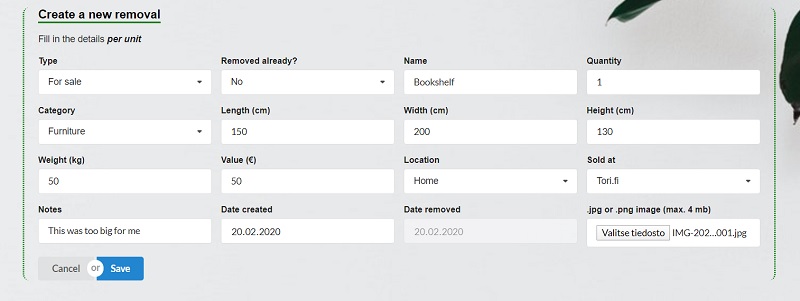 Create a new removal
Fill in the details per unit
Type Removed already? Name Quantity
For sale No Bookshelf 1
Category Length (cm) Width (cm) Height (cm)
Furniture 150 200 130
Weight (kg) Value (€) Location Sold at
50 50 Home Tori.fi
Notes Date created Date removed .jpg or .png image (max. 4 mb)
This was too big for me 20.02.2020 20.02.2020 Valitse tiedosto IMG-202...001.jpg
Cancel or Save